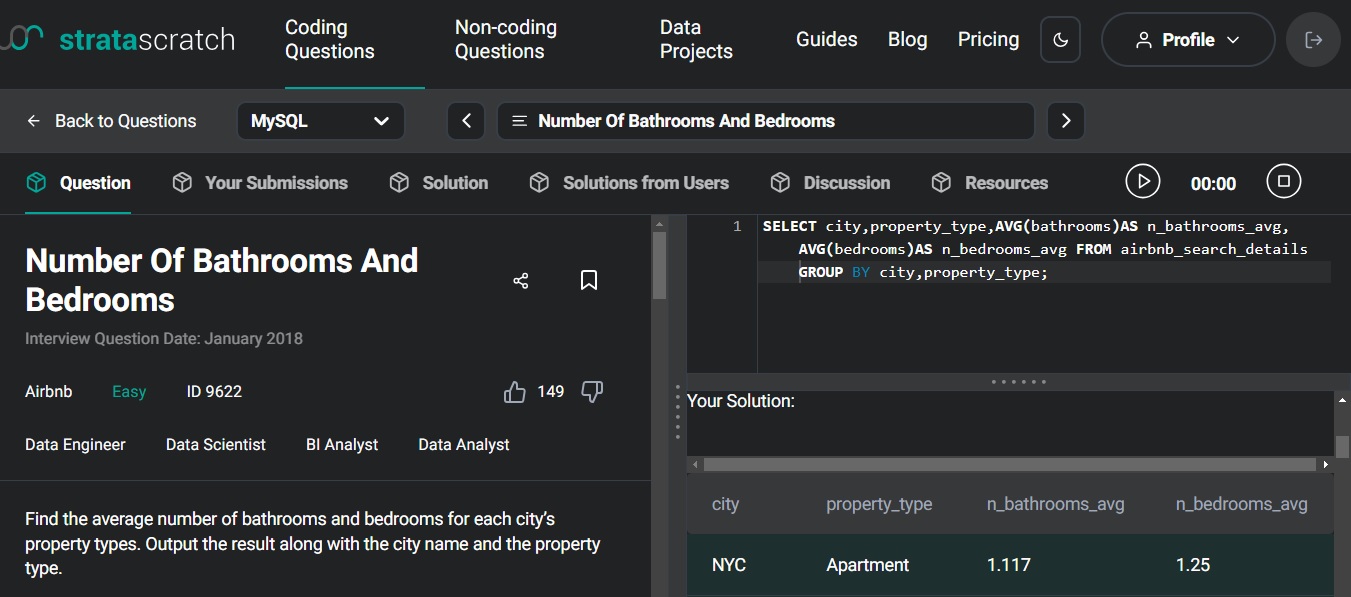 stratascratch
Coding Questions
Non-coding Questions
Data Projects
Guides
Blog
Pricing
Profile
Back to Questions
MySQL
Number Of Bathrooms And Bedrooms
Question
Your Submissions
Solution
Solutions from Users
Discussion
Resources
00:00
Number Of Bathrooms And
Bedrooms
Interview Question Date: January 2018
Airbnb Easy ID 9622
149
Data Engineer Data Scientist BI Analyst Data Analyst
Find the average number of bathrooms and bedrooms for each city's
property types. Output the result along with the city name and the property
type.
1 SELECT city,property_type,AVG(bathrooms)AS n_bathrooms_avg,
AVG(bedrooms)AS n_bedrooms_avg FROM airbnb_search_details
GROUP BY city,property_type;
Your Solution:
city property_type n_bathrooms_avg n_bedrooms_avg
NYC Apartment 1.117 1.25